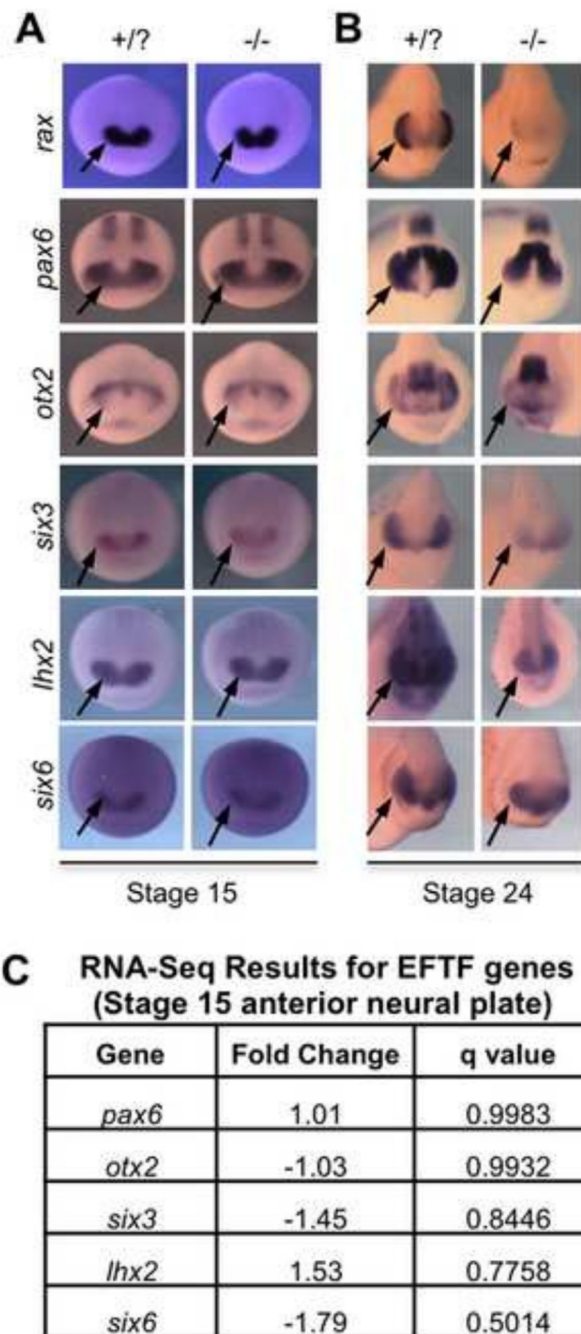 A +/? -/- B +/? -/-
rax
pax6
otx2
six3
lhx2
six6
Stage 15 Stage 24
C RNA-Seq Results for EFTF genes
(Stage 15 anterior neural plate)
Gene Fold Change q value
pax6 1.01 0.9983
otx2 -1.03 0.9932
six3 -1.45 0.8446
lhx2 1.53 0.7758
six6 -1.79 0.5014